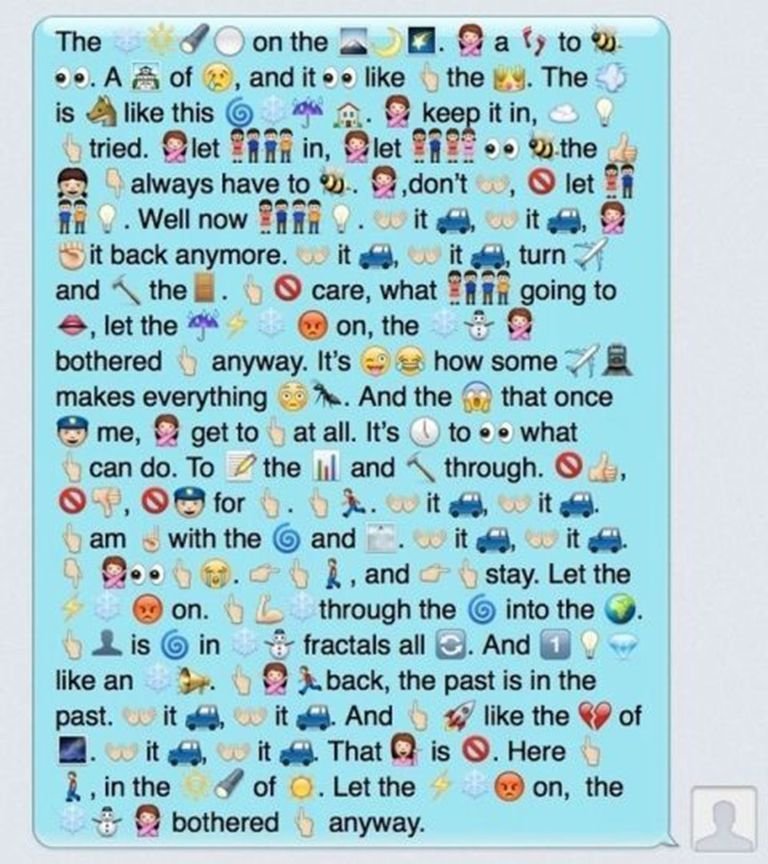 The ❄️☀️🔦⚪ on the 🗻🌙🌠. 🙅 a 👣 to 🐝
👀. A 🏯 of 😢, and it 👀 like 👆 the 👑. The 💨
is 🐴 like this 🌀❄️☔🏠. 🙅 keep it in, ☁️💡
👆 tried. 🙅let 👫👬 in, 🙅let 👫👭 👀 🐝.the 👍
👧 👇 always have to 🐝. 🙅,don't 👐, 🚫 let 👫
👬💡. Well now 👫👬💡. 👐 it 🚙, 👐 it 🚙, 🙅
✊it back anymore. 👐 it 🚙, 👐 it 🚙, turn ✈️
and 🔨 the🚪. 👆🚫 care, what 👫👬 going to
👄, let the ☔⚡❄️😡 on, the ❄️⛄🙅
bothered 👆 anyway. It's 😜😂 how some ✈️🚆
makes everything 😳🐜. And the 😱 that once
👮 me, 🙅 get to👆at all. It's 🕔 to 👀 what
👆can do. To 📝 the 📊 and 🔨 through. 🚫👍,
🚫👎, 🚫👮 for 👆. 👆🏃. 👐 it 🚙, 👐 it 🚙.
👆am ☝️with the 🌀 and 🌁. 👐 it 🚙, 👐 it 🚙.
👇 🙅👀👆😭. 👉👆🚶, and 👉👆stay. Let the
⚡❄️😡 on. 👆💪❄️through the 🌀 into the 🌍.
👆👤 is 🌀 in ❄️⛄ fractals all 🔄. And 1️⃣💡💎
like an ❄️📣. 👆🙅🏃back, the past is in the
past. 👐 it 🚙, 👐 it 🚙. And 👆🚀 like the 💔 of
🌌. 👐 it 🚙, 👐 it 🚙. That 💁 is 🚫. Here 👆
🚶, in the ☀️🔦 of ☀️. Let the ⚡❄️😡 on, the
❄️⛄🙅 bothered 👆 anyway.